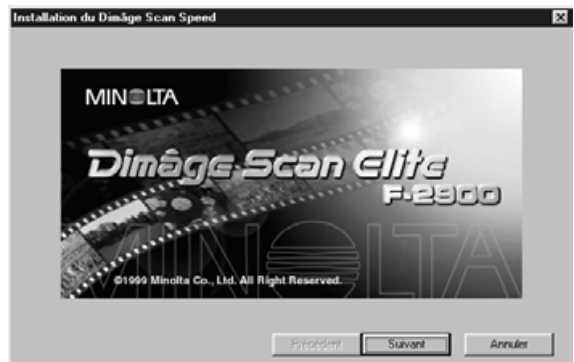 Installation du Dimâge Scan Speed
MINOLTA
Dimâge Scan Elite
F-2900
MINOLTA
©1999 Minolta Co., Ltd. All Right Reserved.
Précédent Suivant Annuler